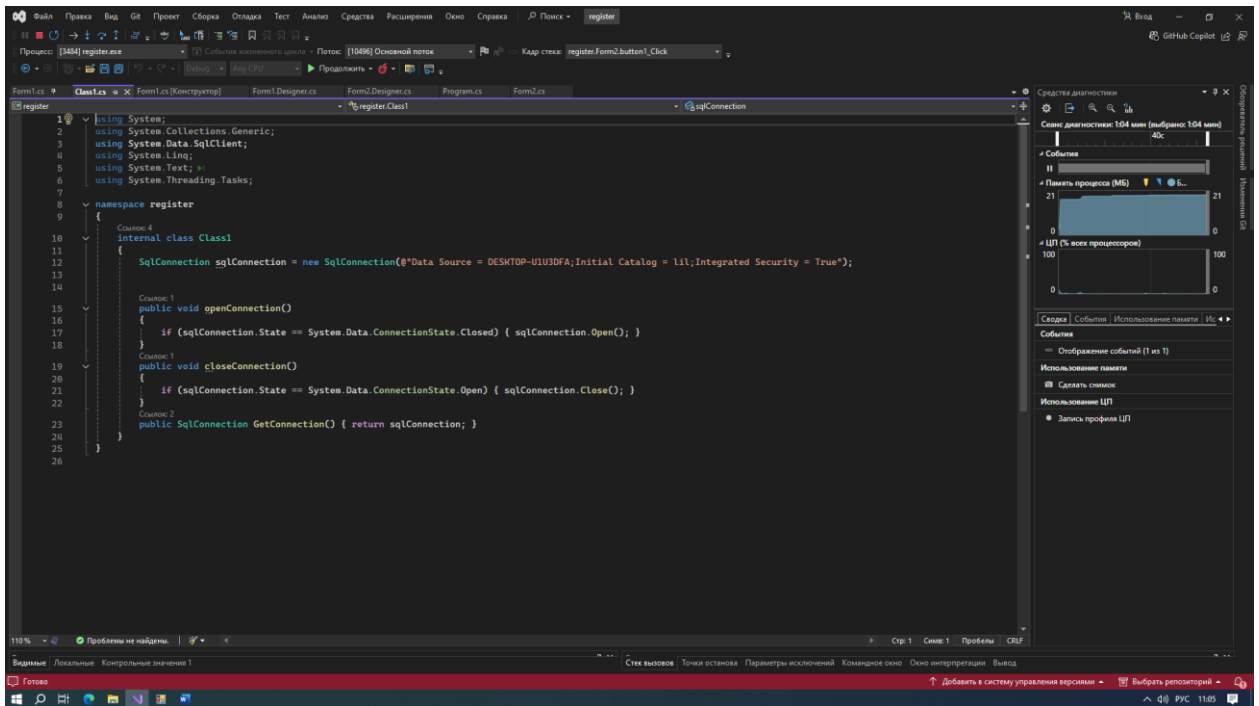 Файл Правка Вид Git Проект Сборка Отладка Тест Анализ Средства Расширения Окно Справка Поиск register Вход
GitHub Copilot
Процесс: [3484] register.exe События жизненного цикла Поток: [10496] Основной поток Кадр стека: register.Form2.button1_Click
Debug Any CPU Продолжить
Form1.cs Class1.cs Form1.cs [Конструктор] Form1.Designer.cs Form2.Designer.cs Program.cs Form2.cs
register register.Class1 sqlConnection
1 using System;
2 using System.Collections.Generic;
3 using System.Data.SqlClient;
4 using System.Linq;
5 using System.Text;
6 using System.Threading.Tasks;
7
8 namespace register
9 {
Ссылок: 4
10 internal class Class1
11 {
12 SqlConnection sqlConnection = new SqlConnection(@"Data Source = DESKTOP-U1U3DFA;Initial Catalog = lil;Integrated Security = True");
13
14
Ссылок: 1
15 public void openConnection()
16 {
17 if (sqlConnection.State == System.Data.ConnectionState.Closed) { sqlConnection.Open(); }
18 }
Ссылок: 1
19 public void closeConnection()
20 {
21 if (sqlConnection.State == System.Data.ConnectionState.Open) { sqlConnection.Close(); }
22 }
Ссылок: 2
23 public SqlConnection GetConnection() { return sqlConnection; }
24 }
25 }
26
Средства диагностики
Сеанс диагностики: 1:04 мин (выбрано: 1:04 мин)
40с
События
Память процесса (МБ) Б...
21 21
0 0
ЦП (% всех процессоров)
100 100
0 0
Сводка События Использование памяти Ис
События
Отображение событий (1 из 1)
Использование памяти
Сделать снимок
Использование ЦП
Запись профиля ЦП
Обозреватель решений
Изменения Git
110 % Проблемы не найдены. Стр: 1 Симв: 1 Пробелы CRLF
Видимые Локальные Контрольные значения 1 Стек вызовов Точки останова Параметры исключений Командное окно Окно интерпретации Вывод
Готово Добавить в систему управления версиями Выбрать репозиторий
РУС 11:05